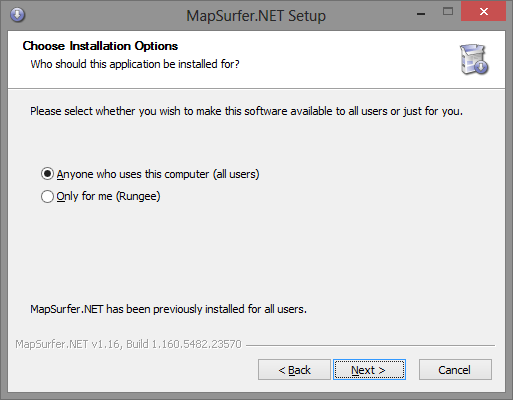 MapSurfer.NET Setup
Choose Installation Options
Who should this application be installed for?
Please select whether you wish to make this software available to all users or just for you.
Anyone who uses this computer (all users)
Only for me (Rungee)
MapSurfer.NET has been previously installed for all users.
MapSurfer.NET v1.16, Build 1.160.5482.23570
< Back Next > Cancel